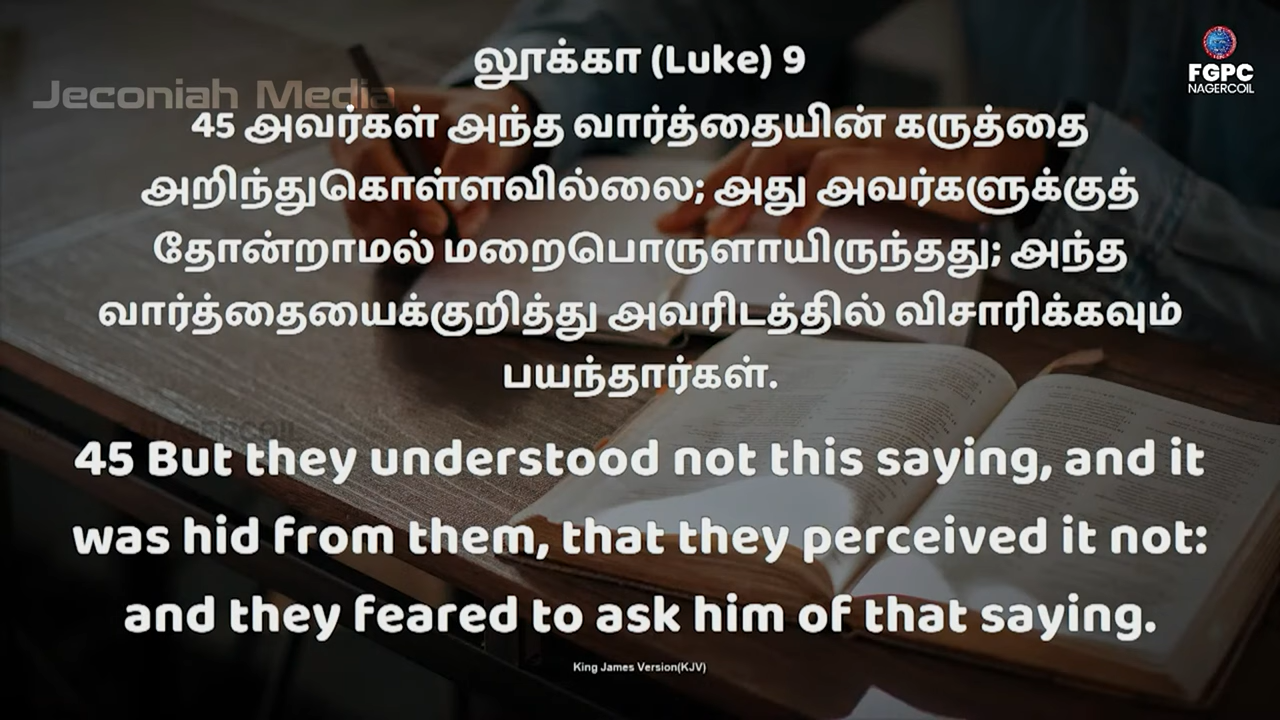 லூக்கா (Luke) 9
Jeconiah Media
FGPC
NAGERCOIL
45 அவர்கள் அந்த வார்த்தையின் கருத்தை
அறிந்துகொள்ளவில்லை; அது அவர்களுக்குத்
தோன்றாமல் மறைபொருளாயிருந்தது; அந்த
வார்த்தையைக்குறித்து அவரிடத்தில் விசாரிக்கவும்
பயந்தார்கள்.
45 But they understood not this saying, and it
was hid from them, that they perceived it not:
and they feared to ask him of that saying.
King James Version(KJV)